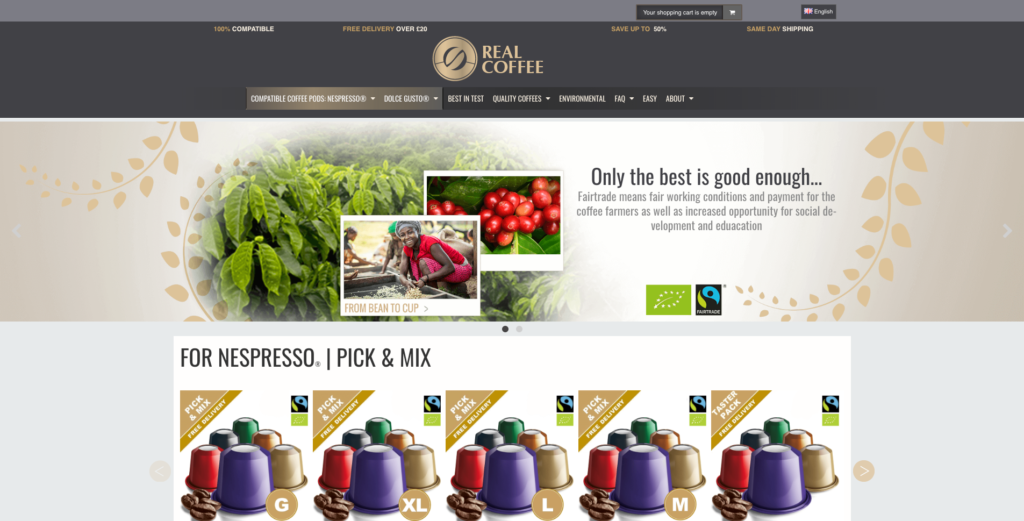 Your shopping cart is empty
English
100% COMPATIBLE
FREE DELIVERY OVER £20
SAVE UP TO 50%
SAME DAY SHIPPING
REAL
COFFEE
COMPATIBLE COFFEE PODS: NESPRESSO® DOLCE GUSTO® BEST IN TEST QUALITY COFFEES ENVIRONMENTAL FAQ EASY ABOUT
Only the best is good enough...
Fairtrade means fair working conditions and payment for the
coffee farmers as well as increased opportunity for social de-
velopment and eduacation
FROM BEAN TO CUP >
FAIRTRADE
®
FOR NESPRESSO® | PICK & MIX
PICK
& MIX
FREE DELIVERY
G
PICK
& MIX
FREE DELIVERY
XL
PICK
& MIX
FREE DELIVERY
L
PICK
& MIX
FREE DELIVERY
M
TASTER
PACK
FREE DELIVERY